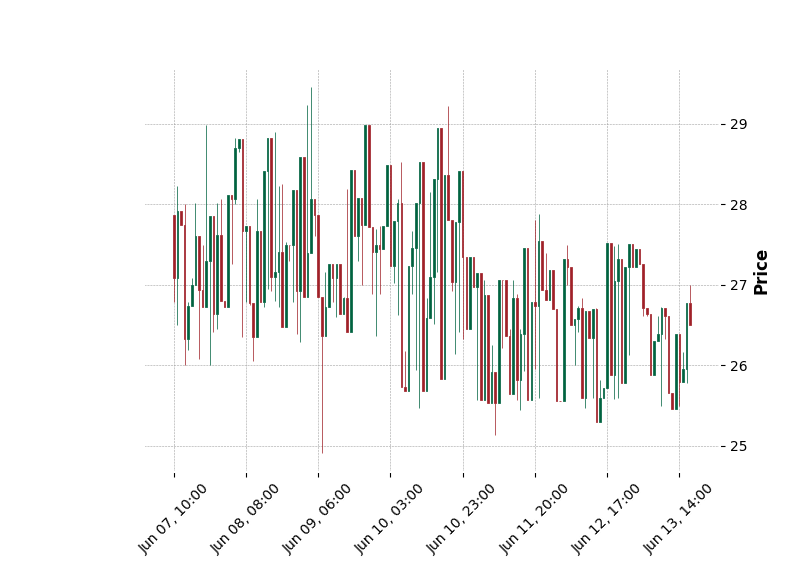 29
28
27
26
25
Price
Jun 07, 10:00
Jun 08, 08:00
Jun 09, 06:00
Jun 10, 03:00
Jun 10, 23:00
Jun 11, 20:00
Jun 12, 17:00
Jun 13, 14:00